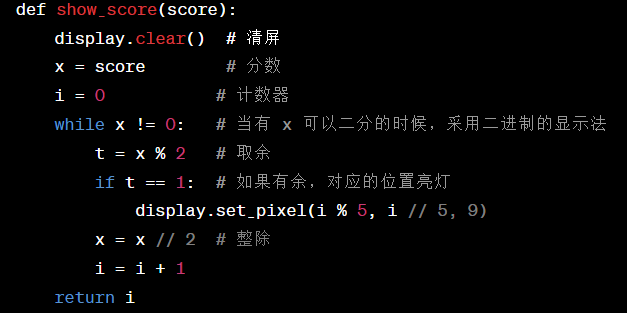 def show_score(score):
    display.clear()  # 清屏
    x = score        # 分数
    i = 0           # 计数器
    while x != 0:   # 当有 x 可以二分的时候，采用二进制的显示法
        t = x % 2   # 取余
        if t == 1:  # 如果有余，对应的位置亮灯
            display.set_pixel(i % 5, i // 5, 9)
        x = x // 2  # 整除
        i = i + 1
    return i